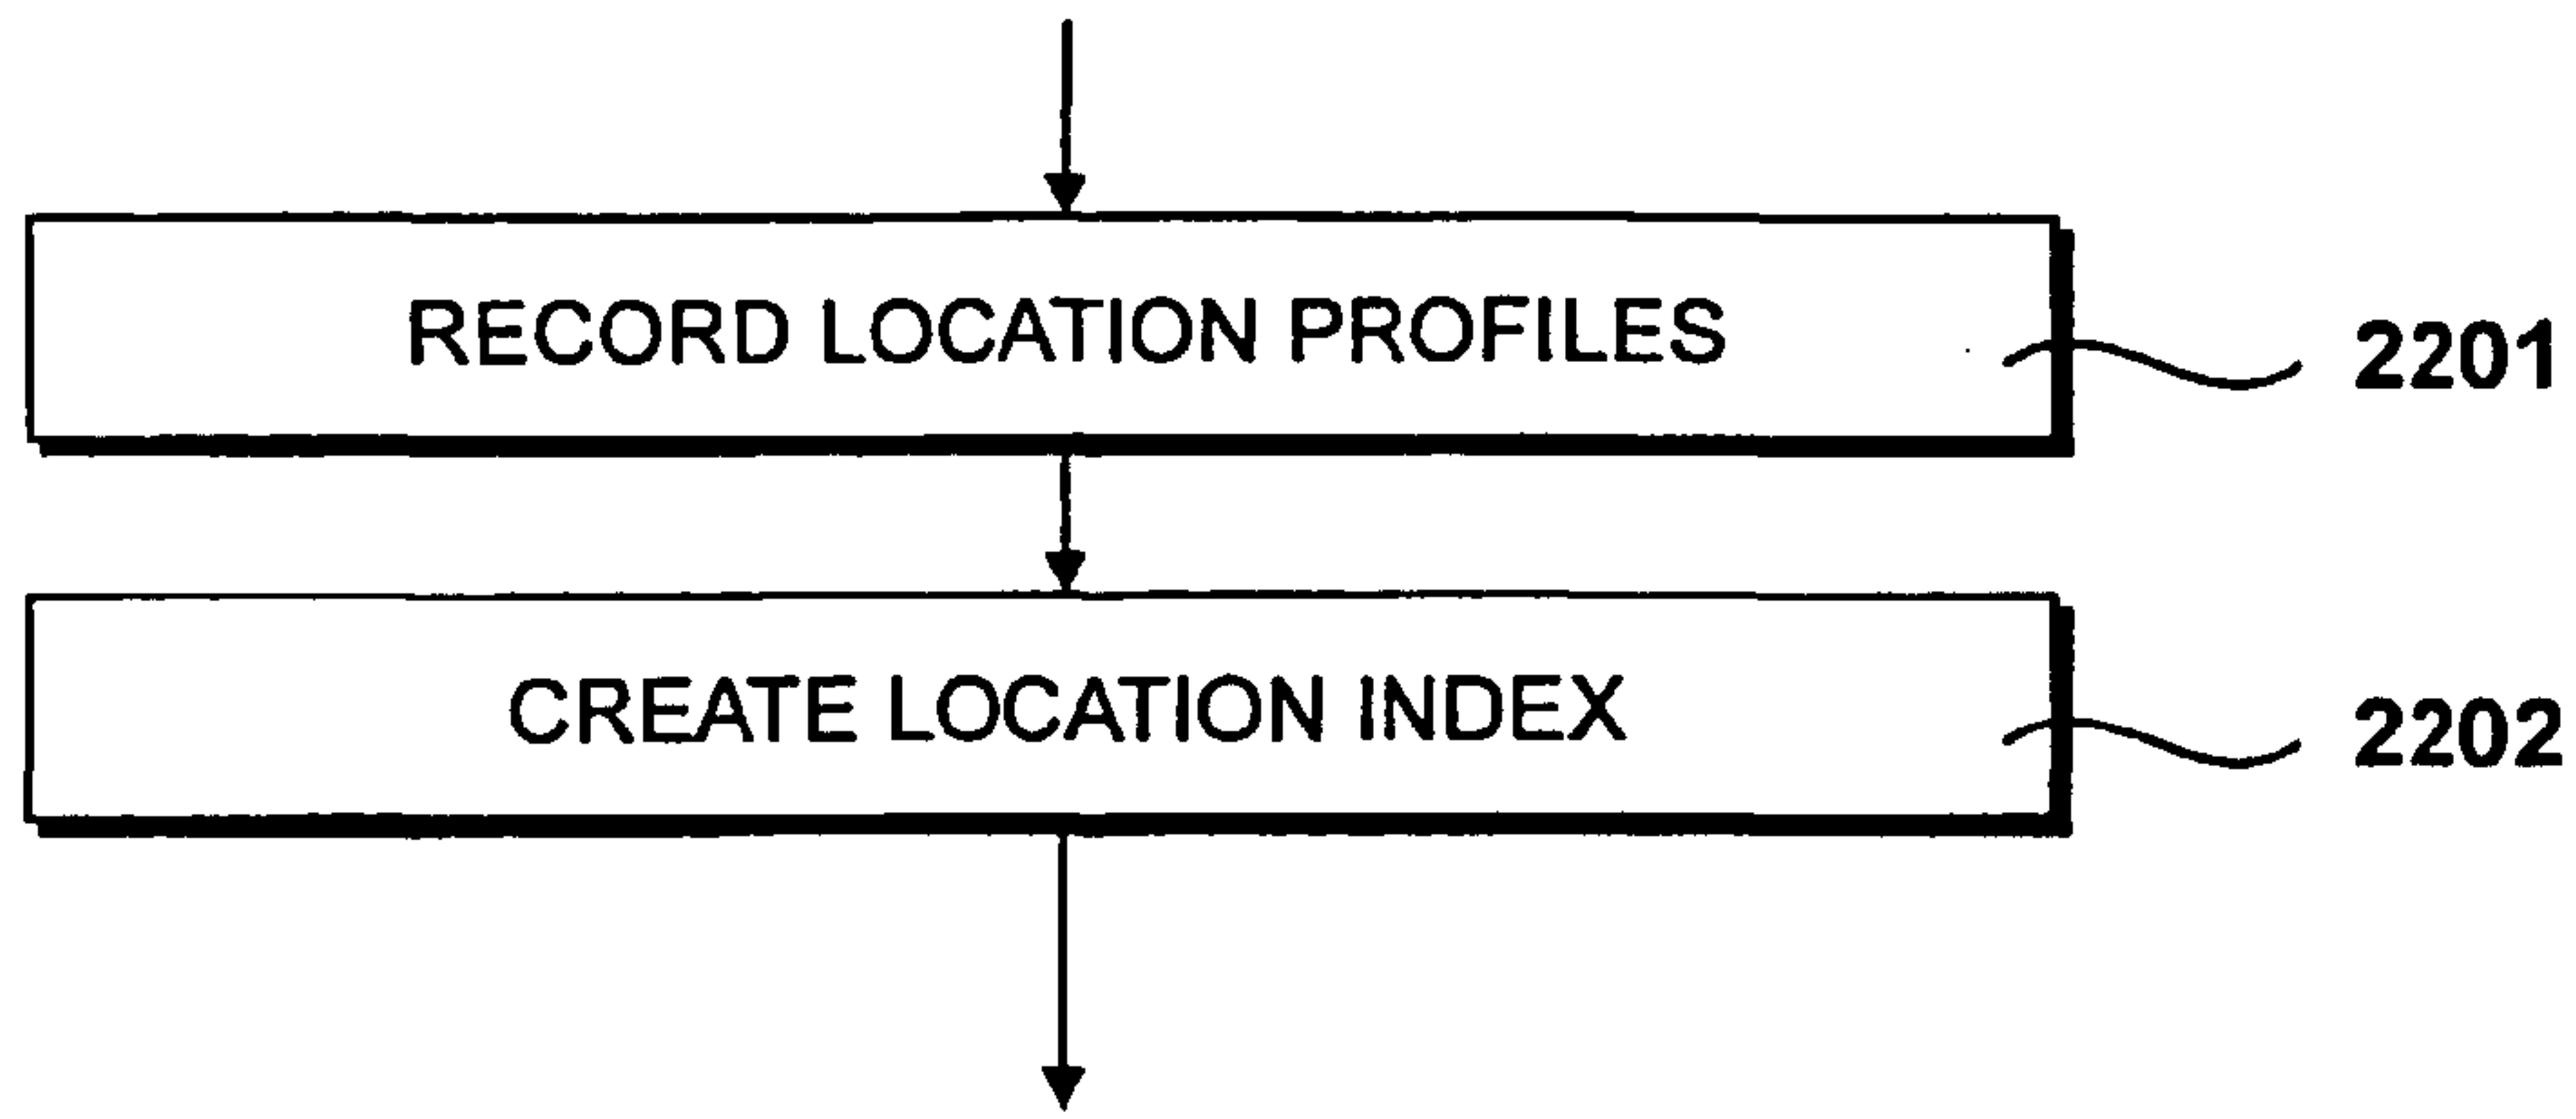 RECORD LOCATION PROFILES
2201
CREATE LOCATION INDEX
2202